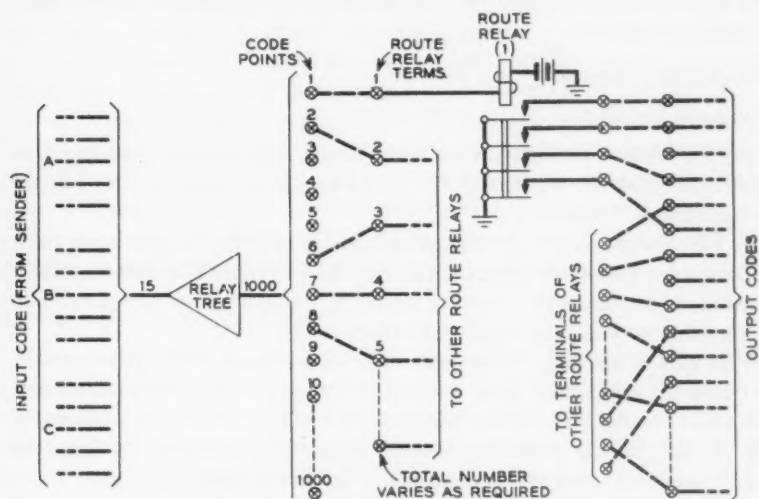 ROUTE
RELAY
(1)
CODE
POINTS
ROUTE
RELAY
TERMS.
INPUT CODE (FROM SENDER)
A
B
C
15
RELAY
TREE
1000
2
3
4
5
6
7
8
9
10
1000
2
3
4
5
TO OTHER ROUTE RELAYS
TOTAL NUMBER
VARIES AS REQUIRED
TO TERMINALS OF
OTHER ROUTE RELAYS
OUTPUT CODES